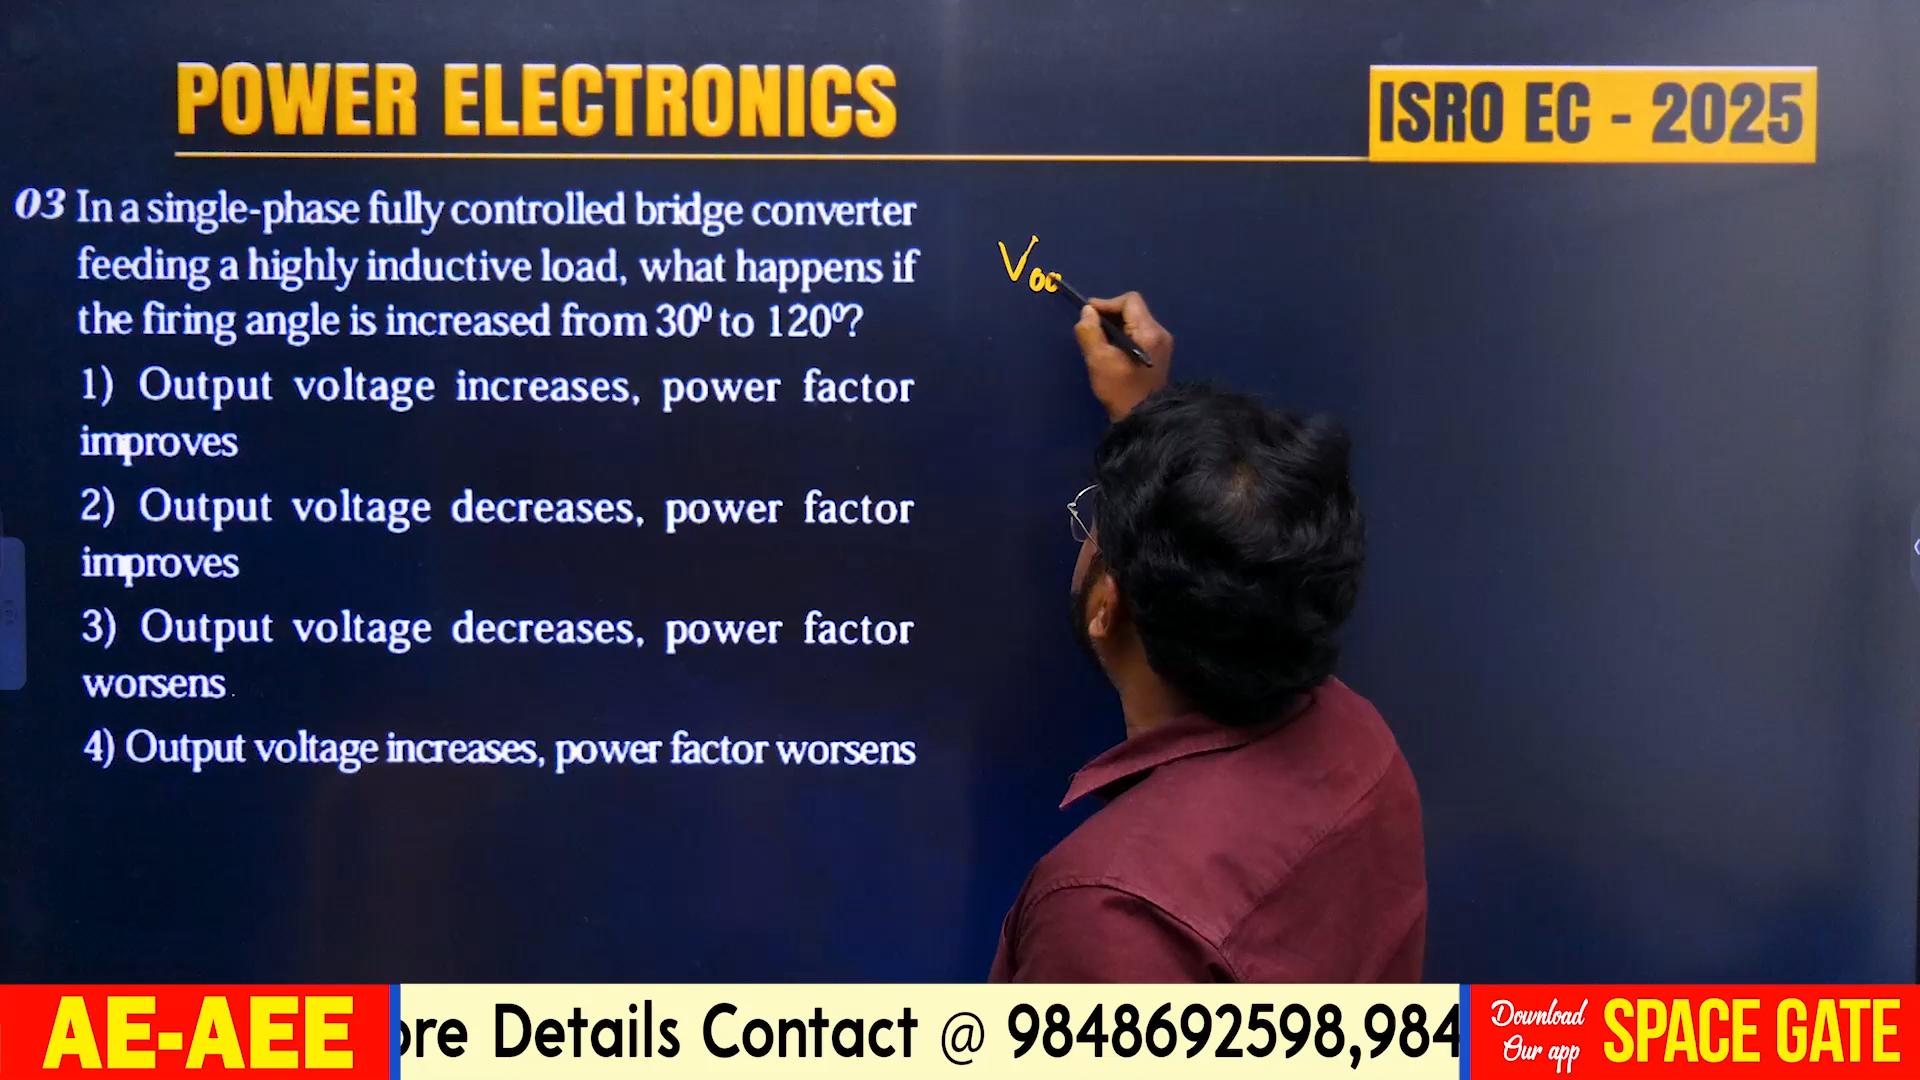 POWER ELECTRONICS
ISRO EC - 2025
03 In a single-phase fully controlled bridge converter
feeding a highly inductive load, what happens if
the firing angle is increased from 30⁰ to 120⁰?
1) Output voltage increases, power factor
improves
2) Output voltage decreases, power factor
improves
3) Output voltage decreases, power factor
worsens.
4) Output voltage increases, power factor worsens
AE-AEE
ore Details Contact @ 9848692598,984
Download
Our app
SPACE GATE